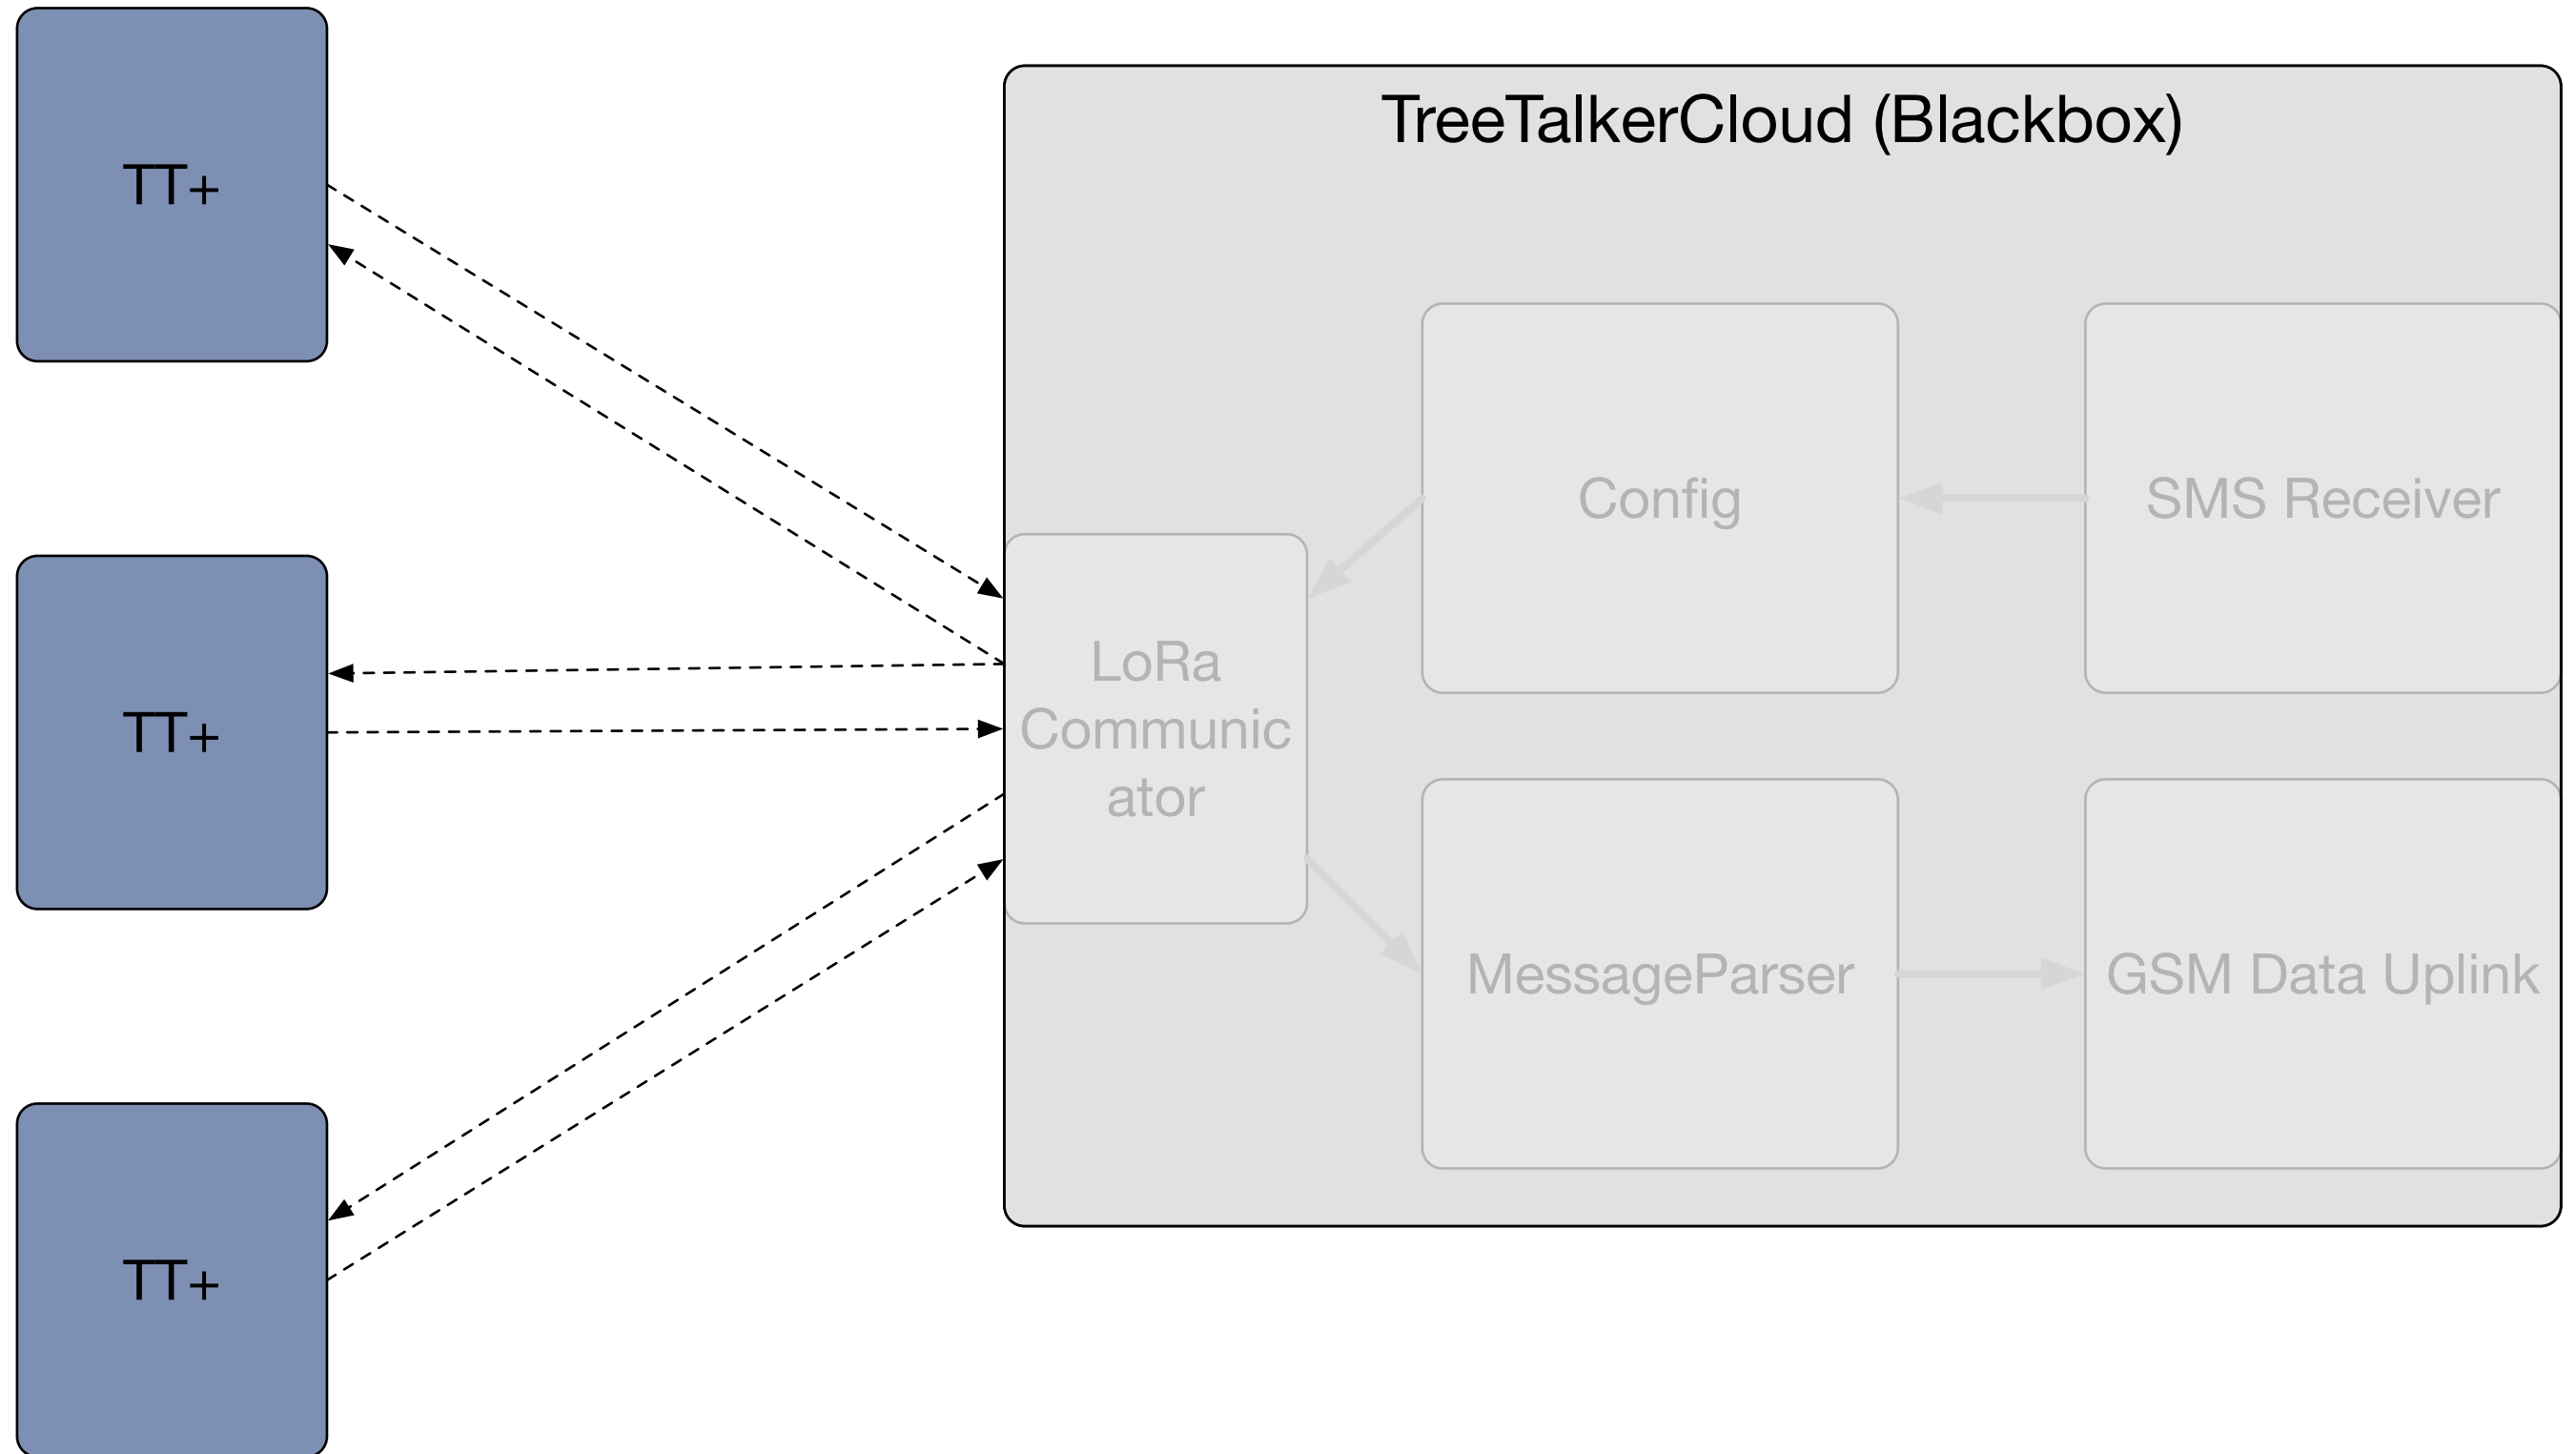 TT+
TreeTalkerCloud (Blackbox)
Config
SMS Receiver
LoRa
Communic
ator
TT+
MessageParser
GSM Data Uplink
TT+